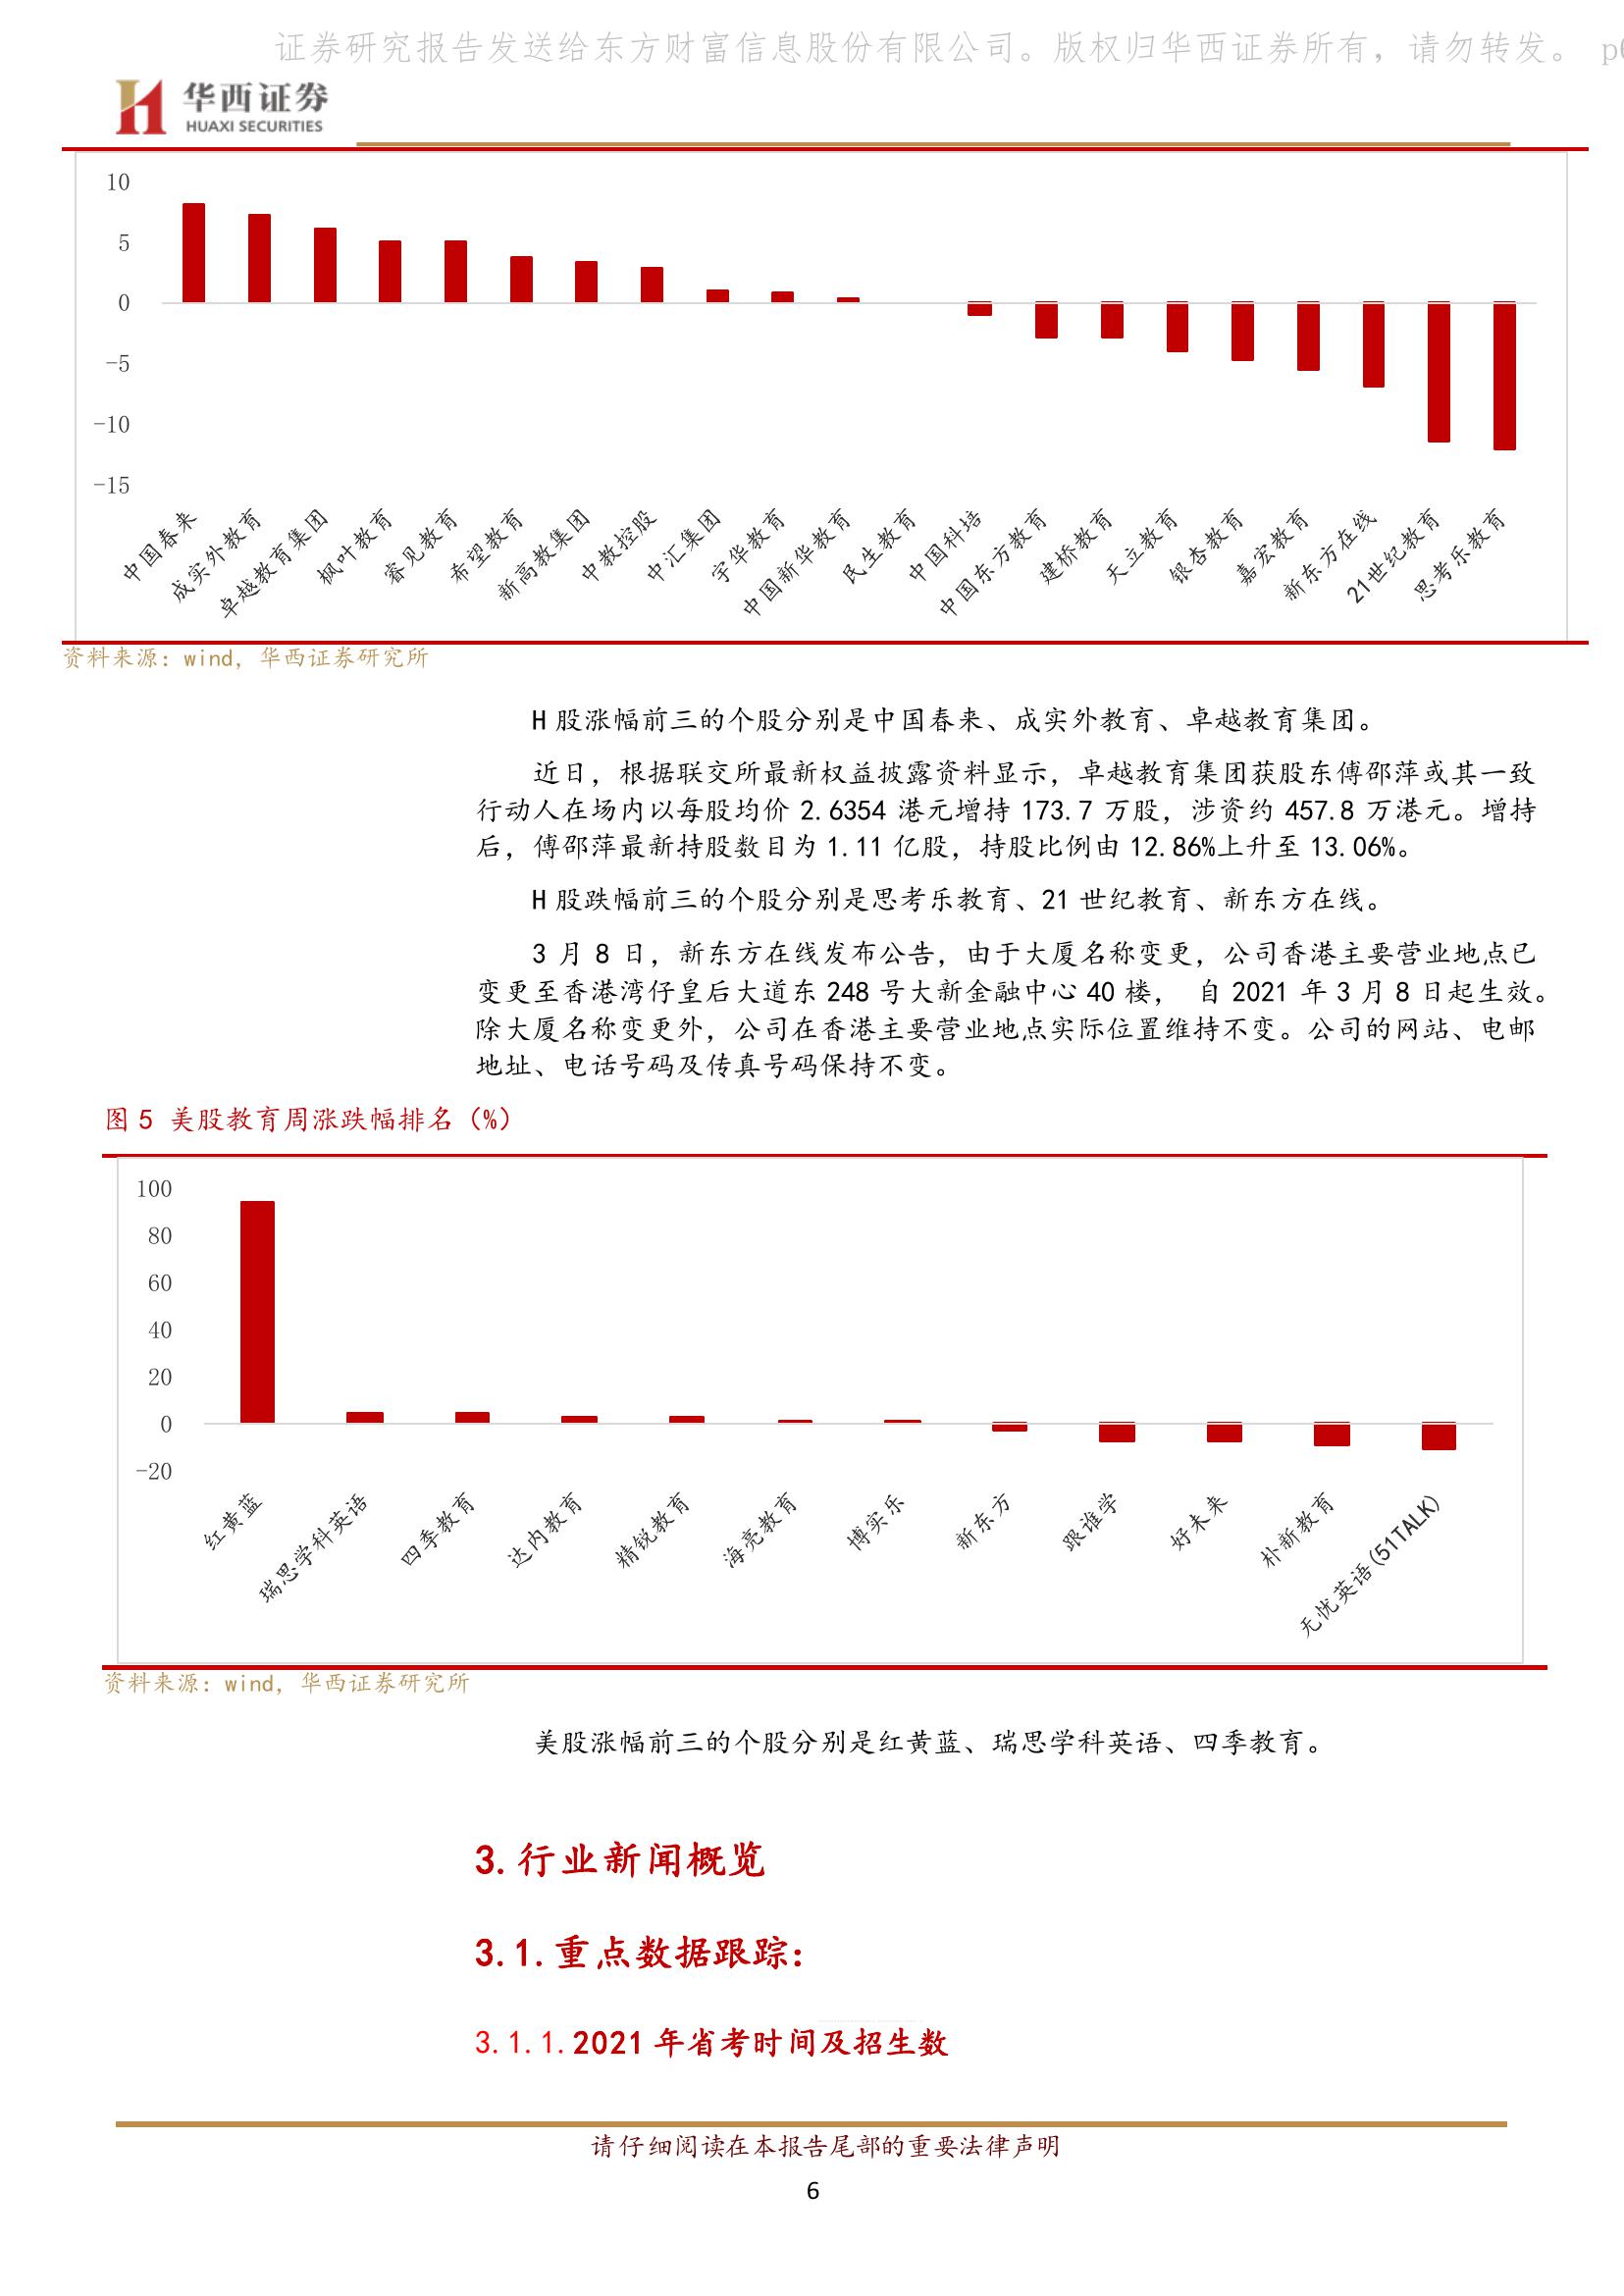 证券研究报告发送给东方财富信息股份有限公司。版权归华西证券所有，请勿转发。 p
华西证券
HUAXI SECURITIES
10
5
0
-5
-10
-15
中国春来
成实外教育
卓越教育集团
枫叶教育
睿见教育
希望教育
新高教集团
中教控股
中汇集团
宇华教育
中国新华教育
民生教育
中国科培
中国东方教育
建桥教育
天立教育
银杏教育
嘉宏教育
新东方在线
21世纪教育
思考乐教育
资料来源：wind，华西证券研究所
H 股涨幅前三的个股分别是中国春来、成实外教育、卓越教育集团。
近日，根据联交所最新权益披露资料显示，卓越教育集团获股东傅邵萍或其一致
行动人在场内以每股均价 2.6354 港元增持 173.7 万股，涉资约 457.8 万港元。增持
后，傅邵萍最新持股数目为 1.11 亿股，持股比例由 12.86%上升至 13.06%。
H 股跌幅前三的个股分别是思考乐教育、21 世纪教育、新东方在线。
3 月 8 日，新东方在线发布公告，由于大厦名称变更，公司香港主要营业地点已
变更至香港湾仔皇后大道东 248 号大新金融中心 40 楼， 自 2021 年 3 月 8 日起生效。
除大厦名称变更外，公司在香港主要营业地点实际位置维持不变。公司的网站、电邮
地址、电话号码及传真号码保持不变。
图 5 美股教育周涨跌幅排名（%）
100
80
60
40
20
0
-20
红黄蓝
瑞思学科英语
四季教育
达内教育
精锐教育
海亮教育
博实乐
新东方
跟谁学
好未来
朴新教育
无忧英语(51TALK)
资料来源：wind，华西证券研究所
美股涨幅前三的个股分别是红黄蓝、瑞思学科英语、四季教育。
3.行业新闻概览
3.1.重点数据跟踪：
3.1.1.2021 年省考时间及招生数
请仔细阅读在本报告尾部的重要法律声明
6